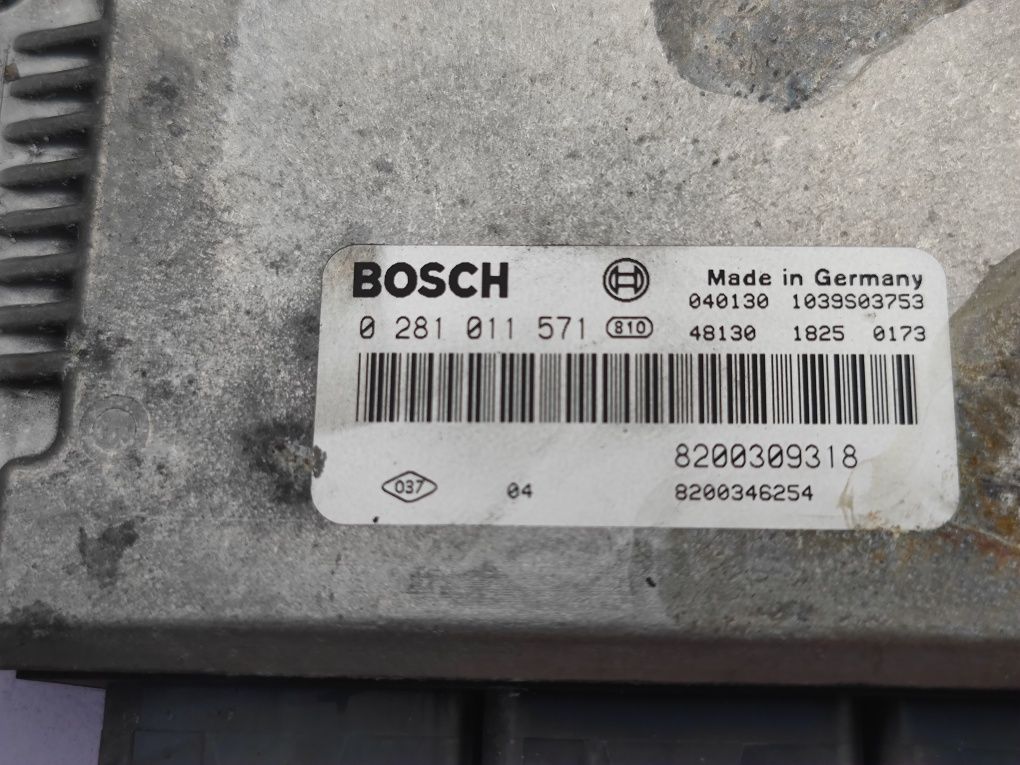 BOSCH
Made in Germany
040130 1039S03753
0 281 011 571 810
48130 1825 0173
8200309318
037 04 8200346254